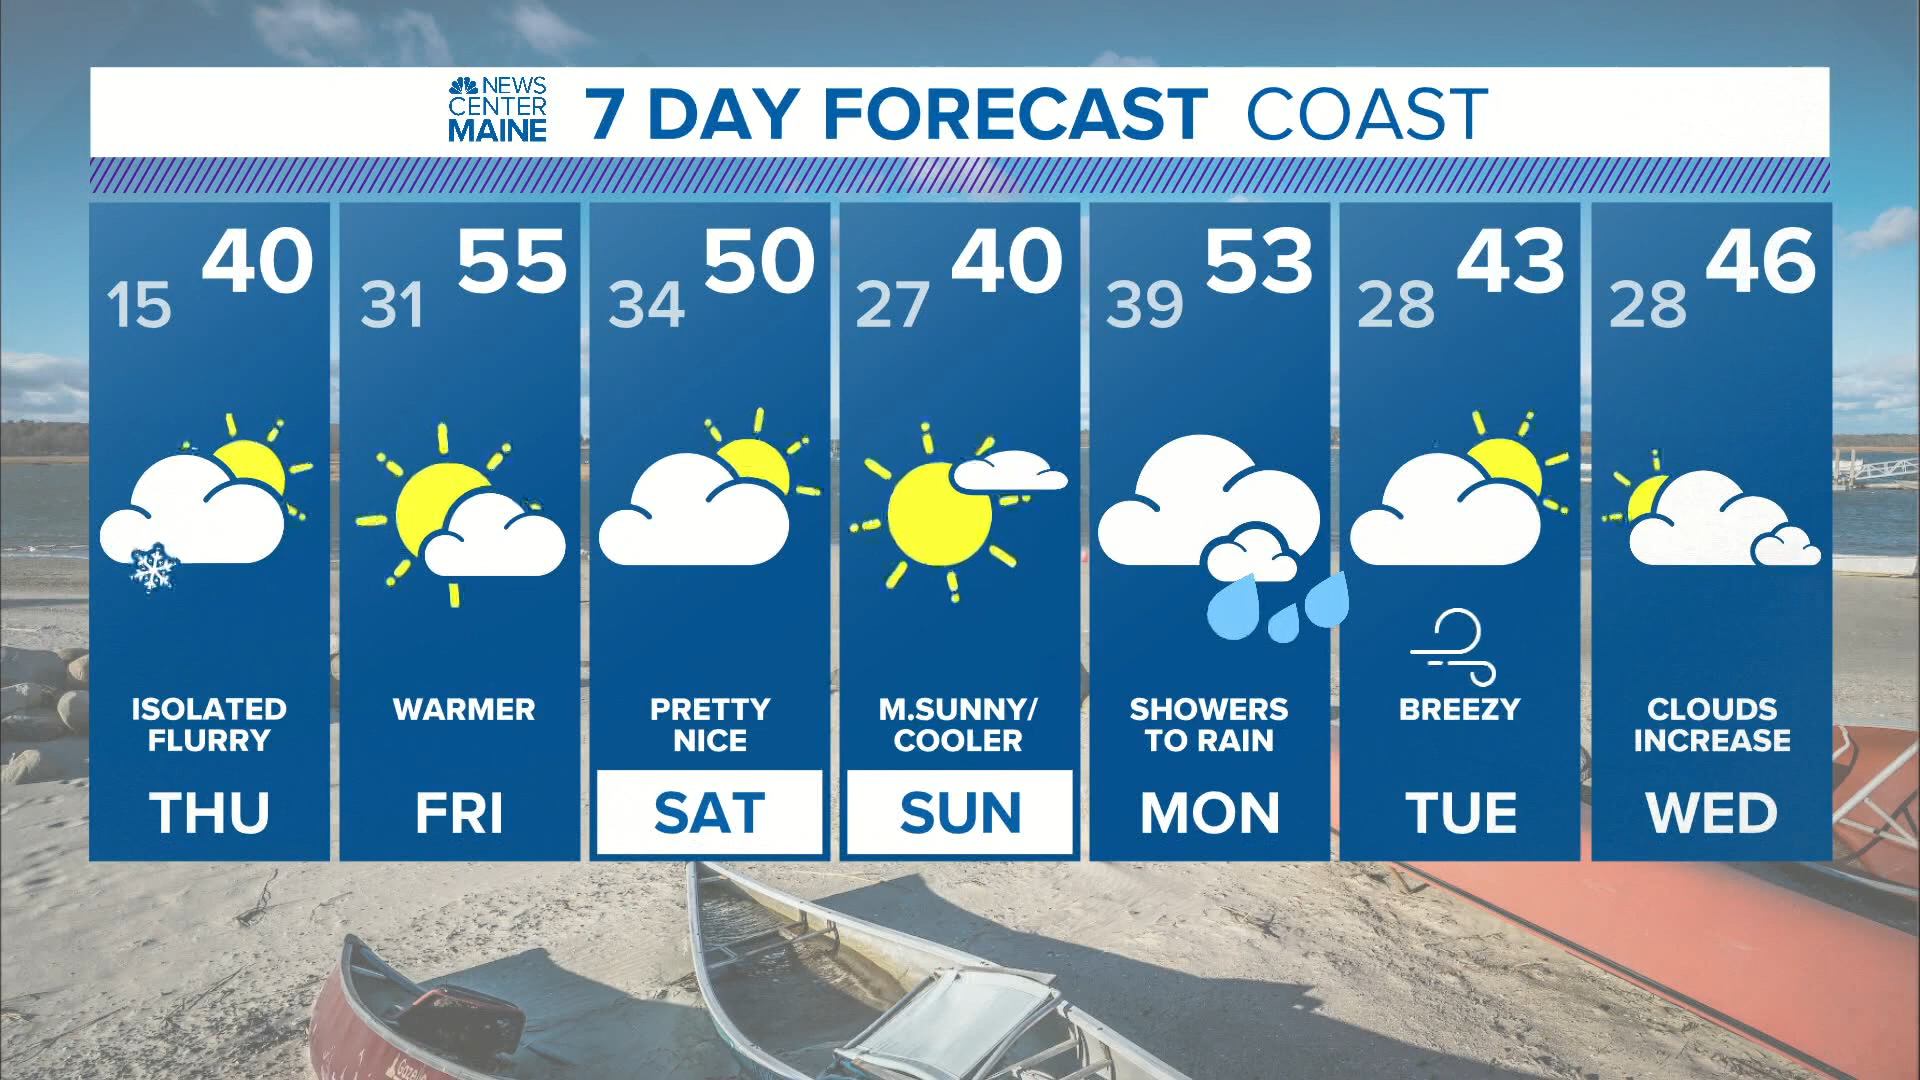 NEWS
CENTER
MAINE
7 DAY FORECAST COAST
15 40
ISOLATED
FLURRY
THU
31 55
WARMER
FRI
34 50
PRETTY
NICE
SAT
27 40
M.SUNNY/
COOLER
SUN
39 53
SHOWERS
TO RAIN
MON
28 43
BREEZY
TUE
28 46
CLOUDS
INCREASE
WED